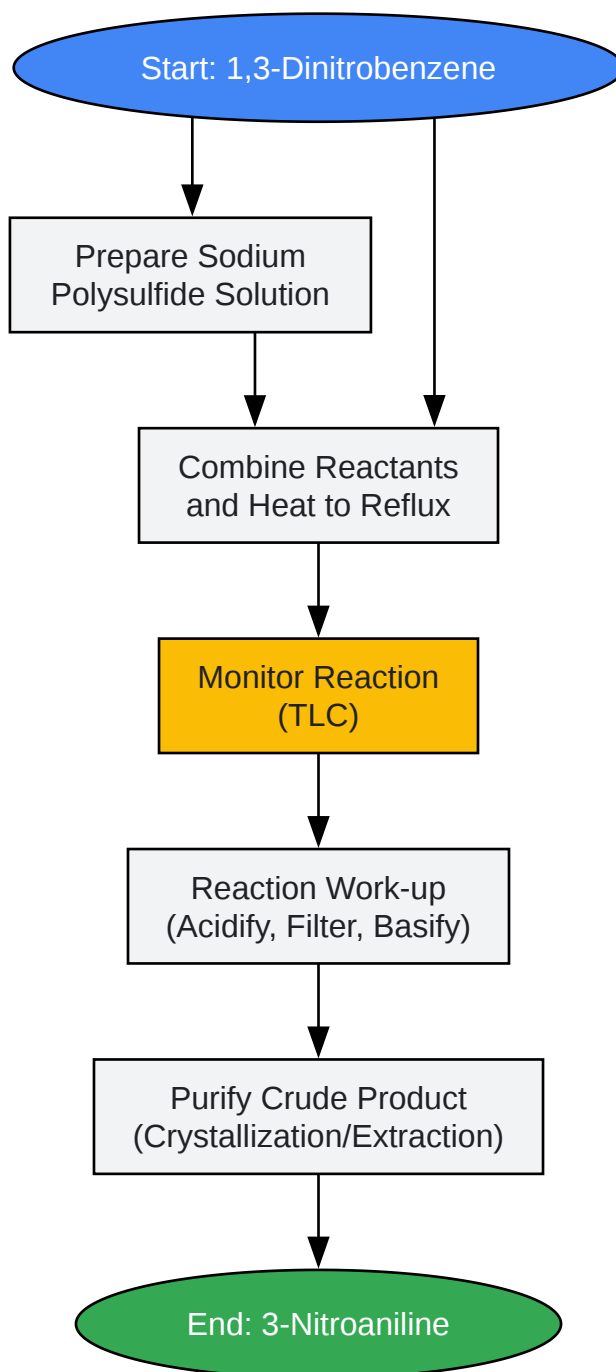 Start: 1,3-Dinitrobenzene
Prepare Sodium
Polysulfide Solution
Combine Reactants
and Heat to Reflux
Monitor Reaction
(TLC)
Reaction Work-up
(Acidify, Filter, Basify)
Purify Crude Product
(Crystallization/Extraction)
End: 3-Nitroaniline